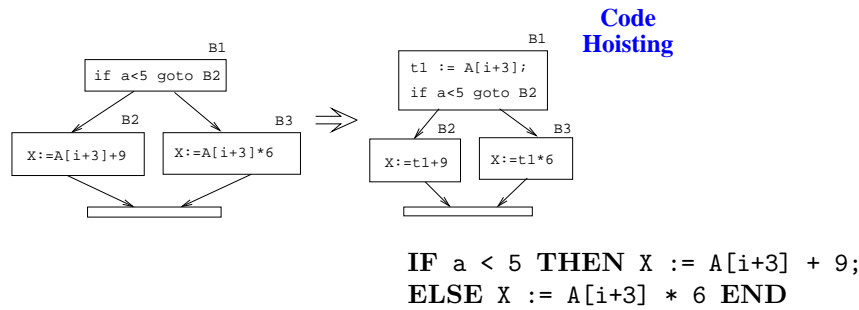 Code
Hoisting
B1
if a<5 goto B2
B2
X:=A[i+3]+9
B3
X:=A[i+3]*6
B1
t1 := A[i+3];
if a<5 goto B2
B2
X:=t1+9
B3
X:=t1*6
IF a < 5 THEN X := A[i+3] + 9;
ELSE X := A[i+3] * 6 END